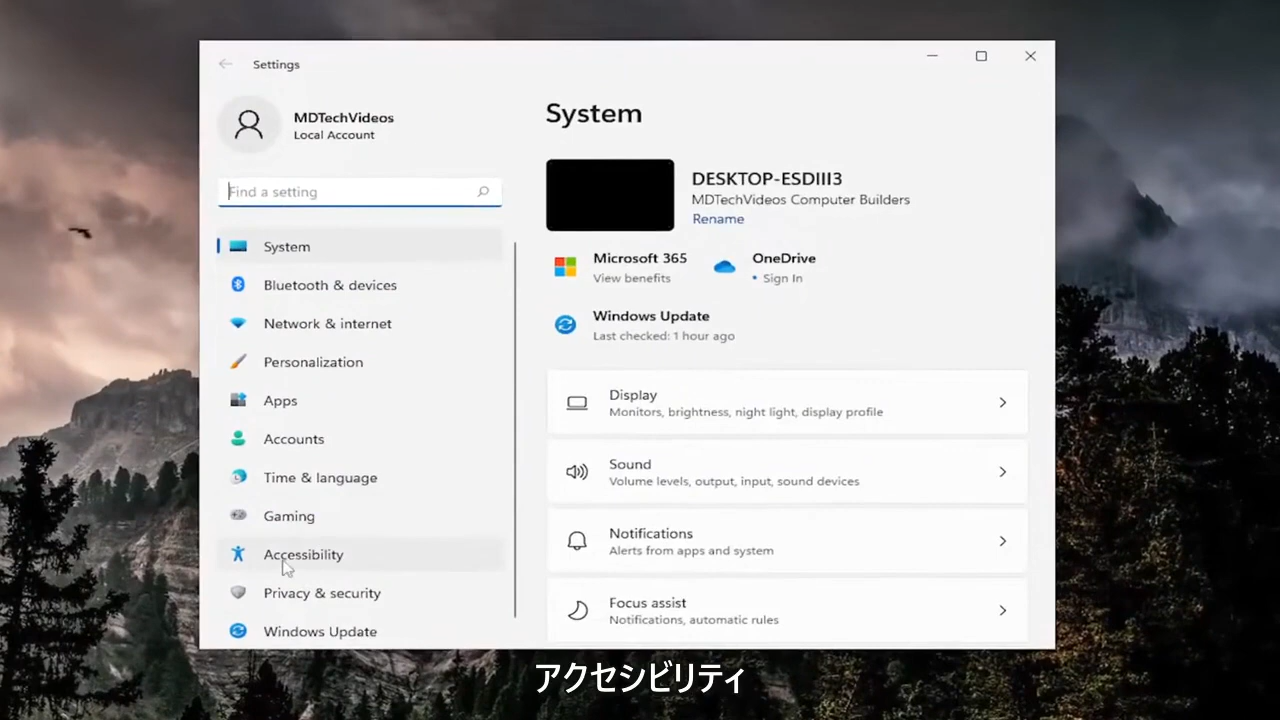 Settings
MDTechVideos
Local Account
Find a setting
System
Bluetooth & devices
Network & internet
Personalization
Apps
Accounts
Time & language
Gaming
Accessibility
Privacy & security
Windows Update
System
DESKTOP-ESDIII3
MDTechVideos Computer Builders
Rename
Microsoft 365
View benefits
OneDrive
• Sign In
Windows Update
Last checked: 1 hour ago
Display
Monitors, brightness, night light, display profile
Sound
Volume levels, output, input, sound devices
Notifications
Alerts from apps and system
Focus assist
Notifications, automatic rules
アクセシビリティ